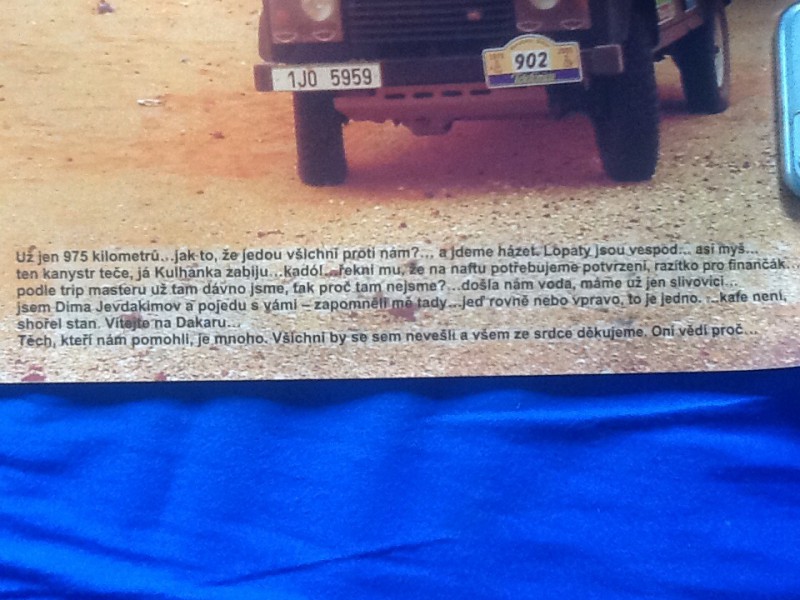 1J0 5959
902
Už jen 975 kilometrů...jak to, že jedou všichni proti nám?... a jdeme házet. Lopaty jsou vespod... asi myš...
ten kanystr teče, já Kulhánka zabiju...kadó!...řekni mu, že na naftu potřebujeme potvrzení, razítko pro finančák...
podle trip masteru už tam dávno jsme, tak proč tam nejsme?...došla nám voda, máme už jen slivovici...
jsem Dima Jevdakimov a pojedu s vámi – zapomněli mě tady...jeď rovně nebo vpravo, to je jedno. ...kafe není,
shořel stan. Vítejte na Dakaru...
Těch, kteří nám pomohli, je mnoho. Všichni by se sem nevešli a všem ze srdce děkujeme. Oni vědí proč...